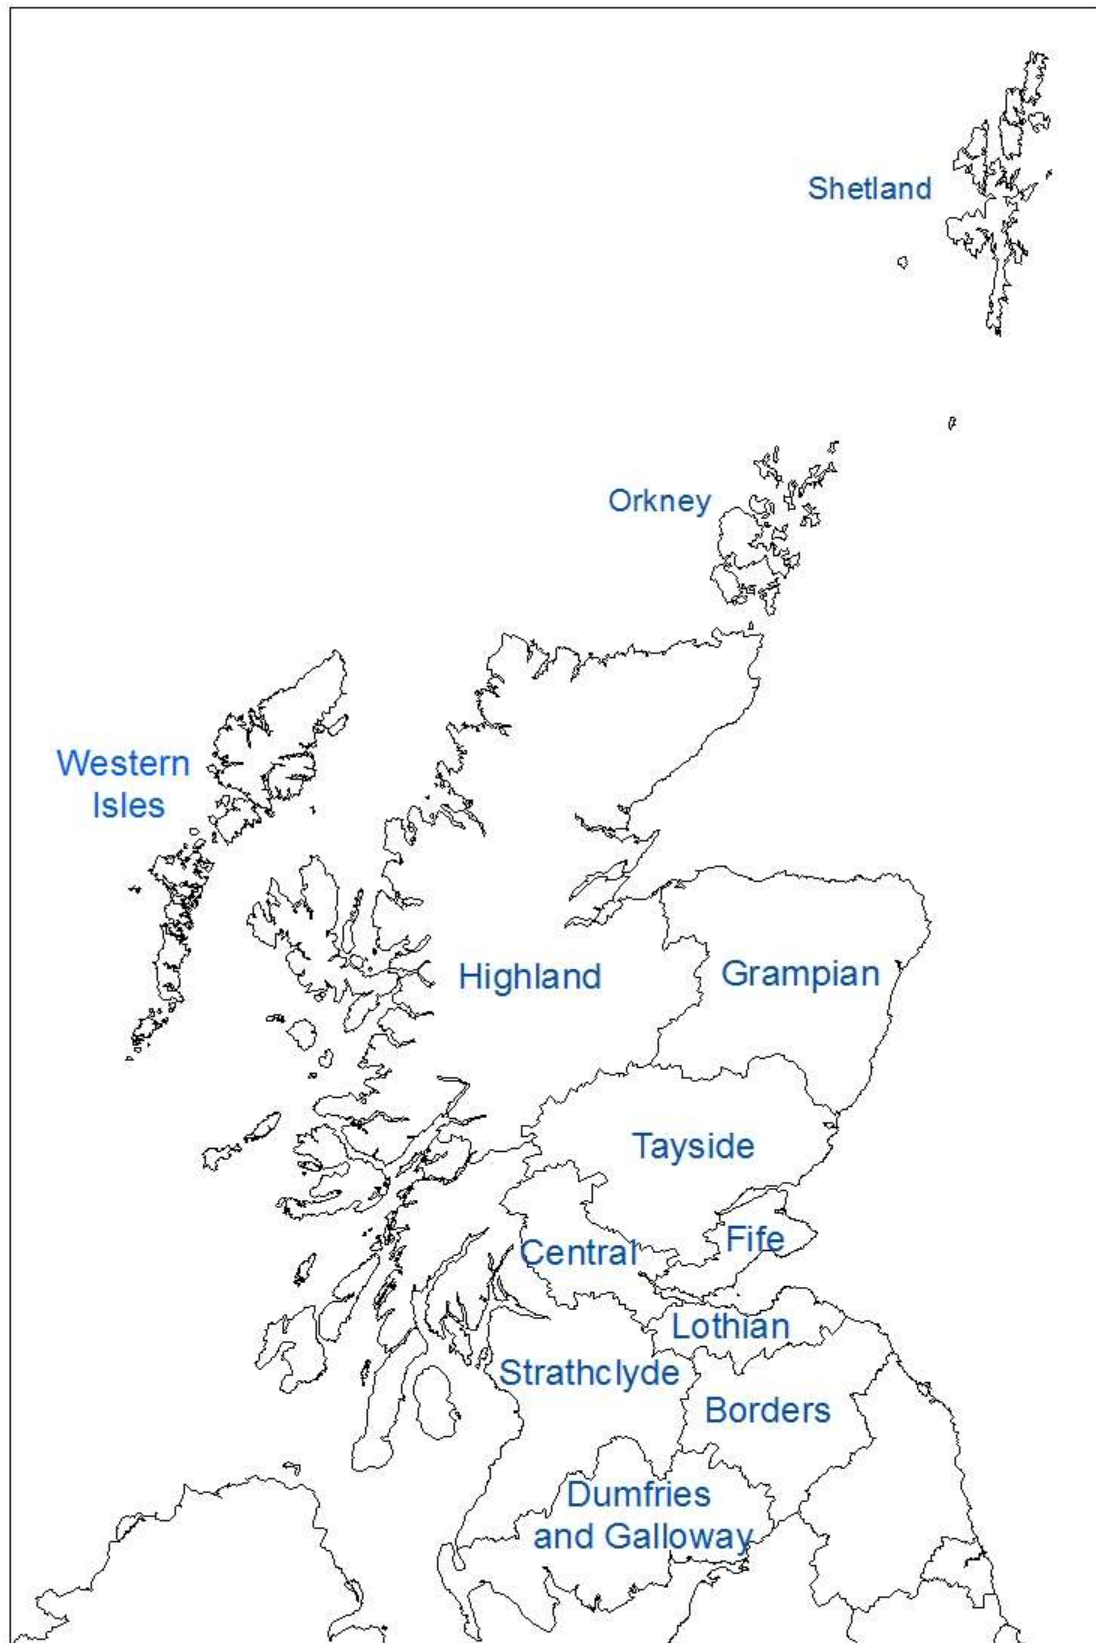 Shetland
Orkney
Western
Isles
Highland
Grampian
Tayside
Fife
Central
Lothian
Strathclyde
Borders
Dumfries
and Galloway